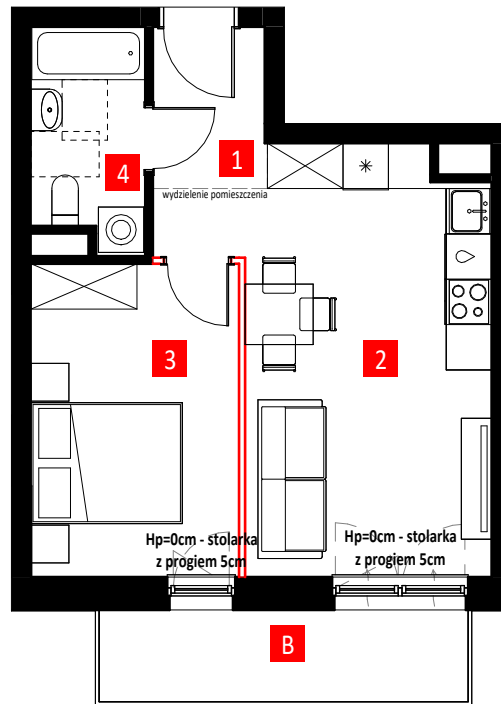 1
4
wydzielenie pomieszczenia
3
2
Hp=0cm - stolarka
z progiem 5cm
Hp=0cm - stolarka
z progiem 5cm
B